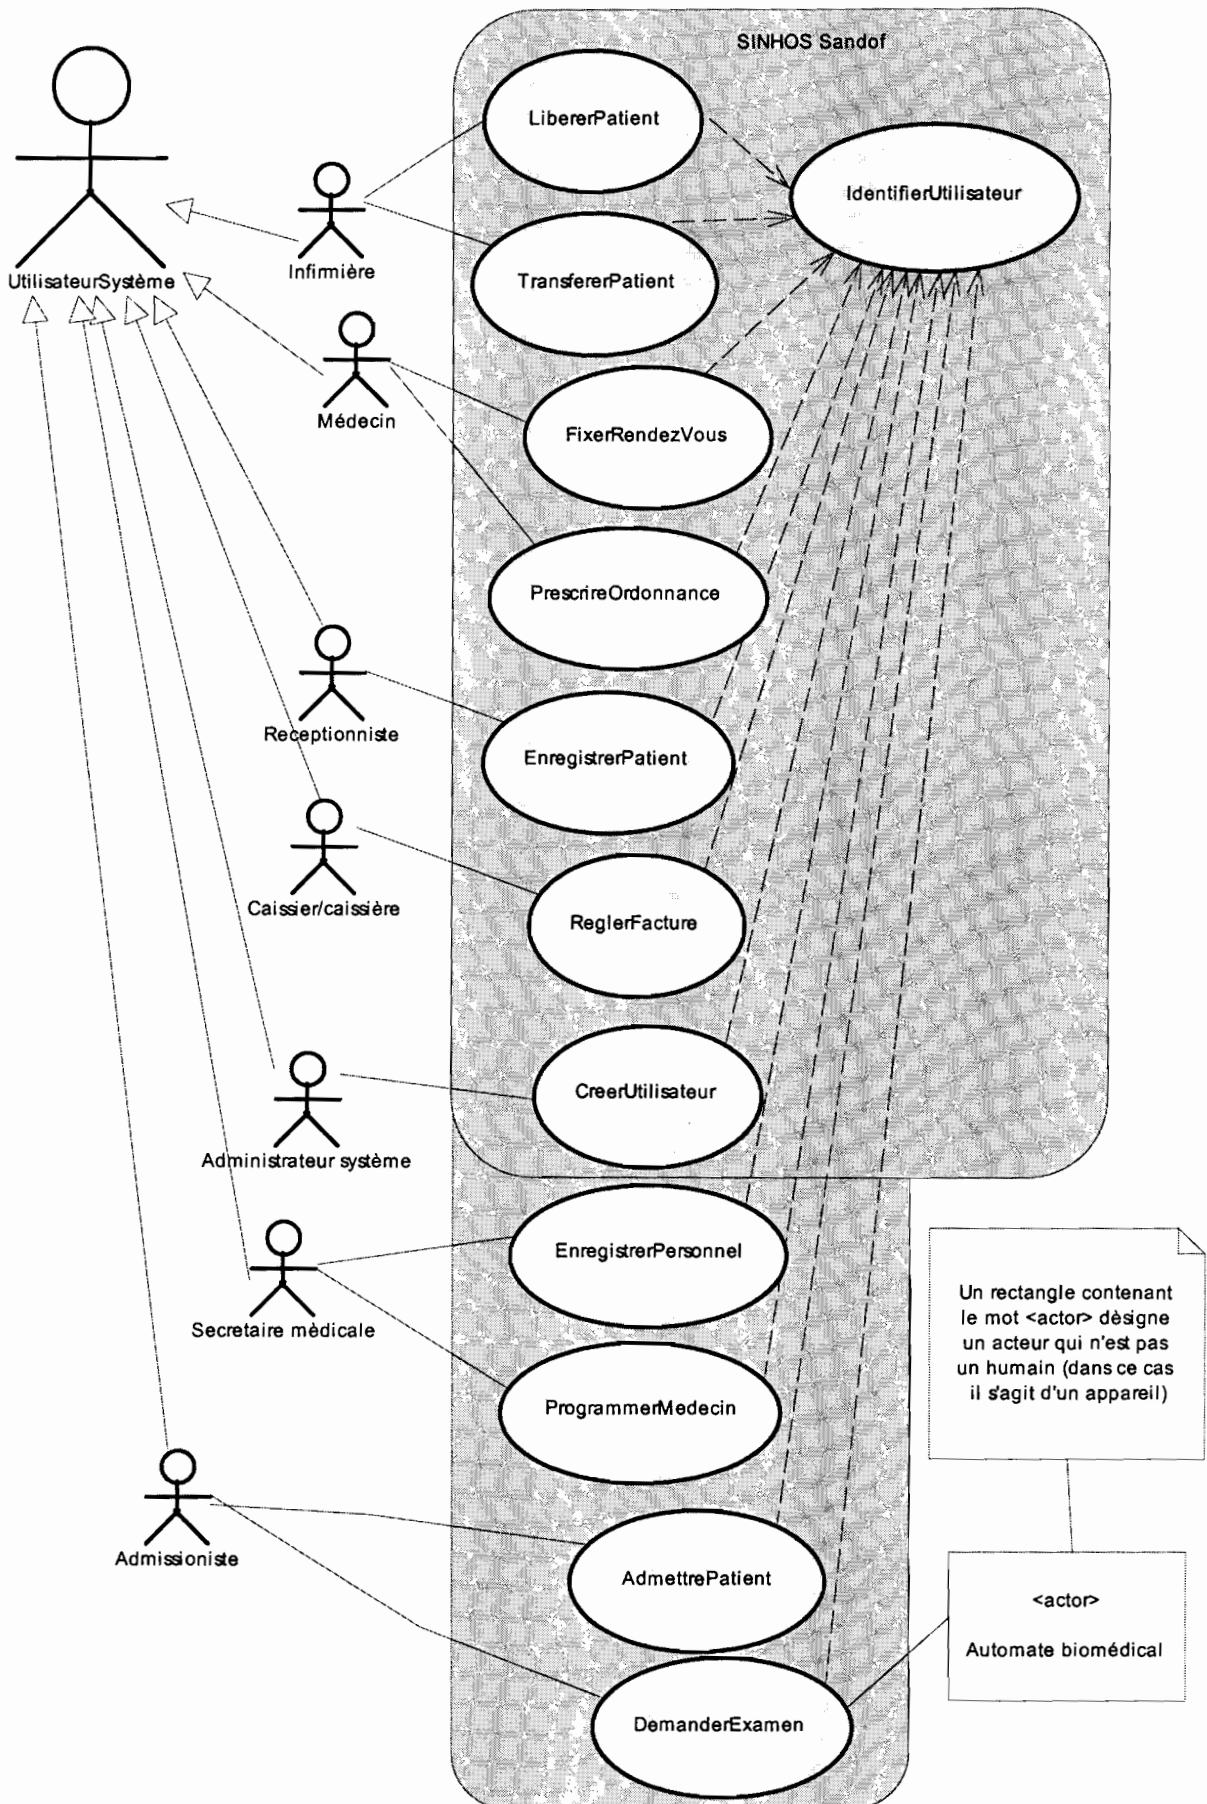 SINHOS Sandof
LibererPatient
IdentifierUtilisateur
Infirmière
UtilisateurSystème
TransfererPatient
Médecin
FixerRendezVous
PrescrireOrdonnance
Receptionniste
EnregistrerPatient
Caissier/caissière
ReglerFacture
CreerUtilisateur
Administrateur système
EnregistrerPersonnel
Secretaire mèdicale
Un rectangle contenant
le mot <actor> dèsigne
un acteur qui n'est pas
un humain (dans ce cas
il s'agit d'un appareil)
ProgrammerMedecin
Admissioniste
AdmettrePatient
<actor>
Automate biomédical
DemanderExamen